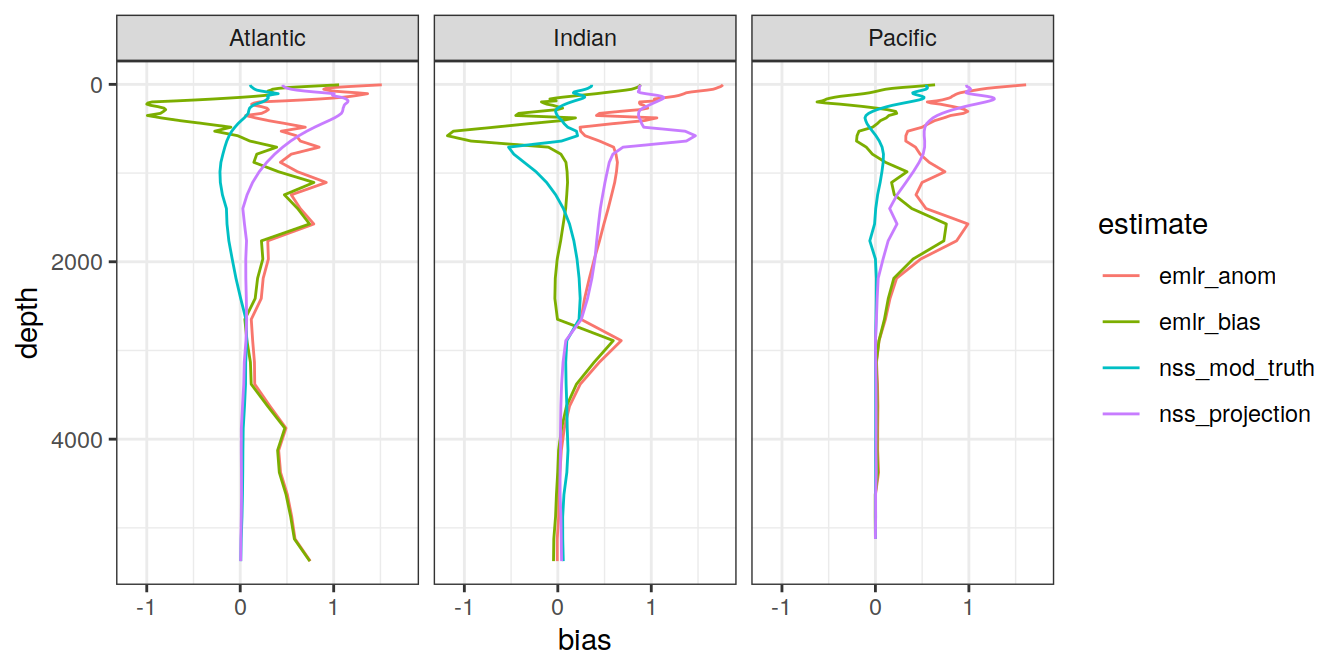 Atlantic Indian Pacific
0
2000
4000
depth
-1 0 1 -1 0 1 -1 0 1
bias
estimate
emlr_anom
emlr_bias
nss_mod_truth
nss_projection